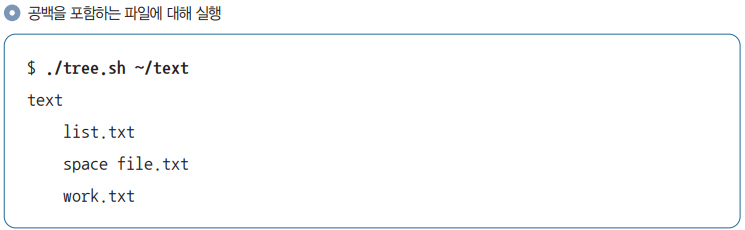 공백을 포함하는 파일에 대해 실행
$ ./tree.sh ~/text
text
    list.txt
    space file.txt
    work.txt